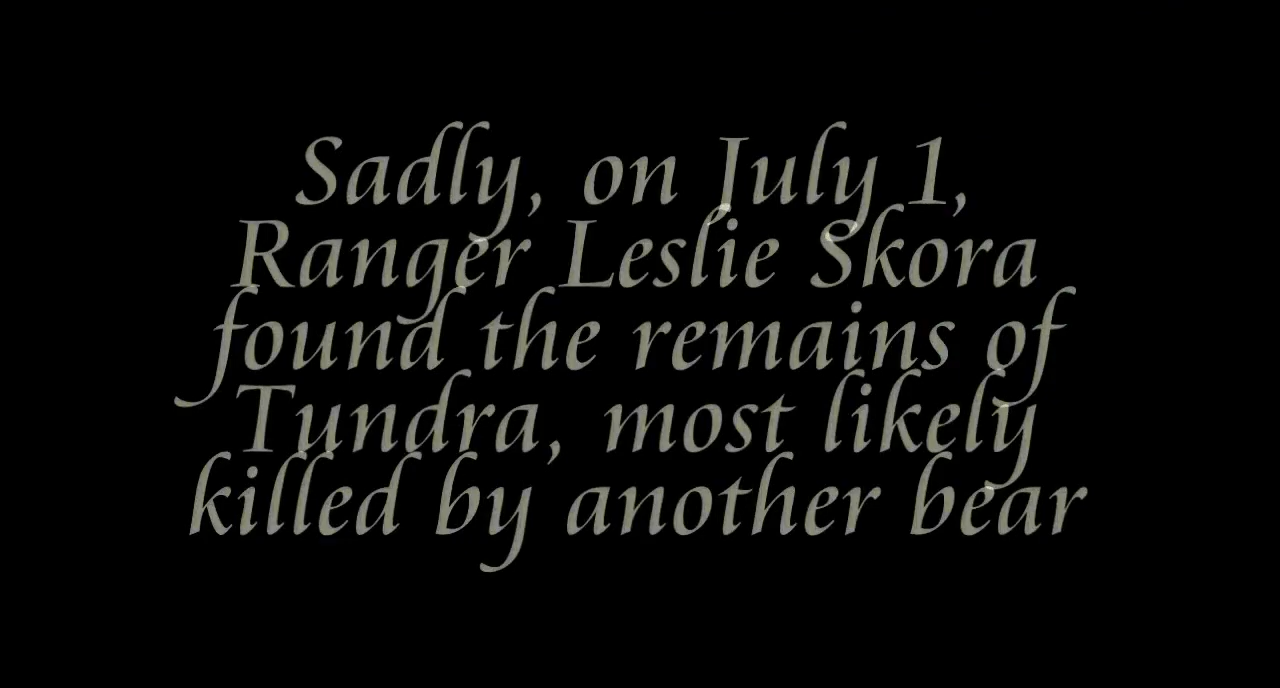 Sadly, on July 1,
Ranger Leslie Skora
found the remains of
Tundra, most likely
killed by another bear